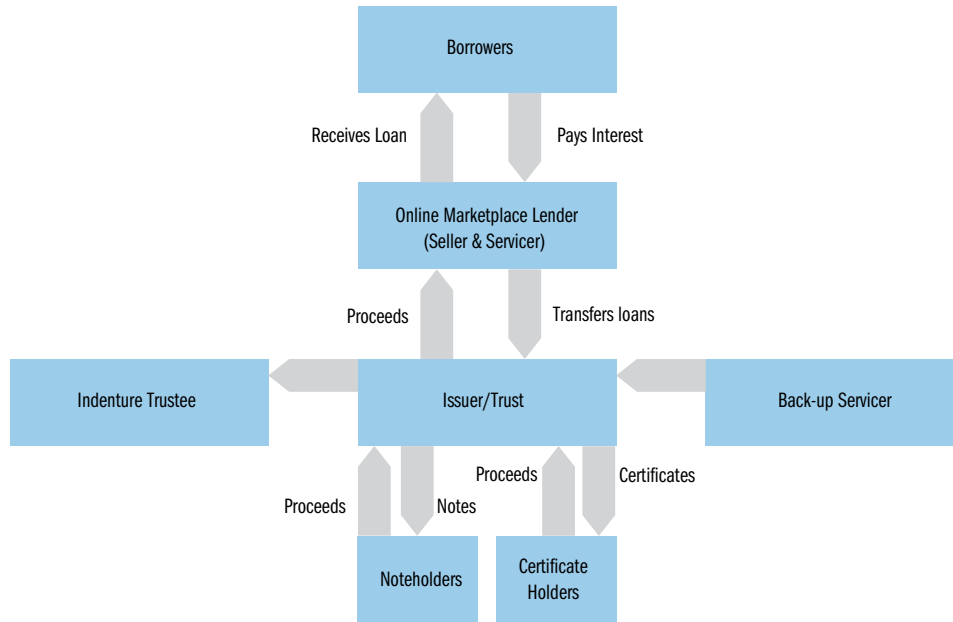 Borrowers
Receives Loan
Pays Interest
Online Marketplace Lender
(Seller & Servicer)
Proceeds
Transfers loans
Indenture Trustee
Issuer/Trust
Back-up Servicer
Proceeds
Notes
Proceeds
Certificates
Noteholders
Certificate
Holders